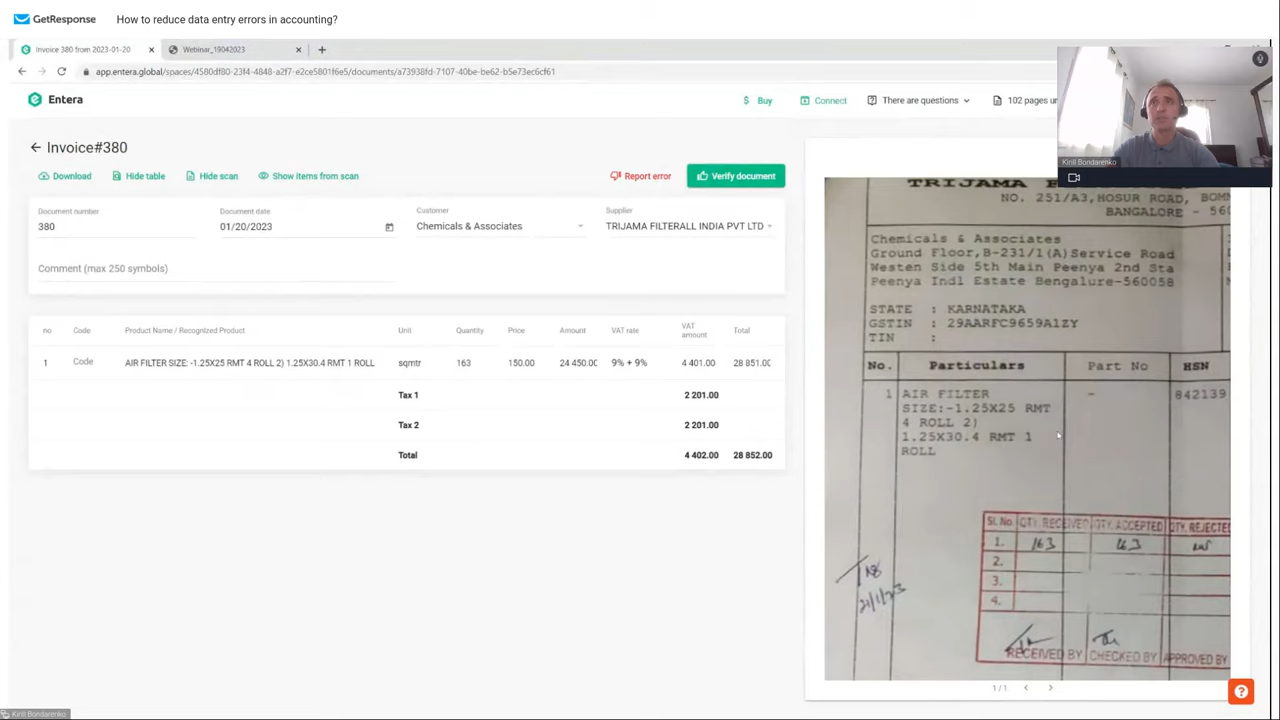 GetResponse How to reduce data entry errors in accounting?
Invoice 380 from 2023-01-20 Webinar_19042023
app.entera.global/spaces/4580df80-23f4-4848-a2f7-e2ce5801f6e5/documents/a73938fd-7107-40be-be62-b5e73ec6cf61
Entera
Buy Connect There are questions 102 pages un
Kirill Bondarenko
Invoice#380
Download Hide table Hide scan Show items from scan Report error Verify document
Document number Document date Customer Supplier
380 01/20/2023 Chemicals & Associates TRIJAMA FILTERALL INDIA PVT LTD
Comment (max 250 symbols)
no Code Product Name / Recognized Product Unit Quantity Price Amount VAT rate VAT amount Total
1 Code AIR FILTER SIZE: -1.25X25 RMT 4 ROLL 2) 1.25X30.4 RMT 1 ROLL sqmtr 163 150.00 24 450.00 9% + 9% 4 401.00 28 851.00
Tax 1 2 201.00
Tax 2 2 201.00
Total 4 402.00 28 852.00
TRIJAMA
NO. 251/A3, HOSUR ROAD, BOMM
BANGALORE - 560
Chemicals & Associates
Ground Floor,B-231/1(A)Service Road
Westen Side 5th Main Peenya 2nd Sta
Peenya Indl Estate Bengalure-560058
STATE : KARNATAKA
GSTIN : 29AARFC9659A1ZY
TIN :
No. Particulars Part No HSN
1 AIR FILTER - 842139
SIZE:-1.25X25 RMT
4 ROLL 2)
1.25X30.4 RMT 1
ROLL
Sl. No. QTY. RECEIVED QTY. ACCEPTED QTY. REJECTED
1. 163 163
2.
3.
4.
21/1/23
RECEIVED BY CHECKED BY APPROVED BY
1 / 1
Kirill Bondarenko